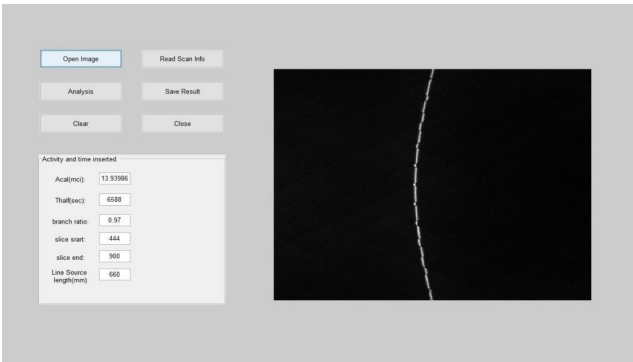 Open Image
Read Scan Info
Analysis
Save Result
Clear
Close
Activity and time inserted
Acal(mci):
13.93986
Thalf(sec):
6588
branch ratio:
0.97
slice srart:
444
slice end:
900
Line Source
length(mm)
660